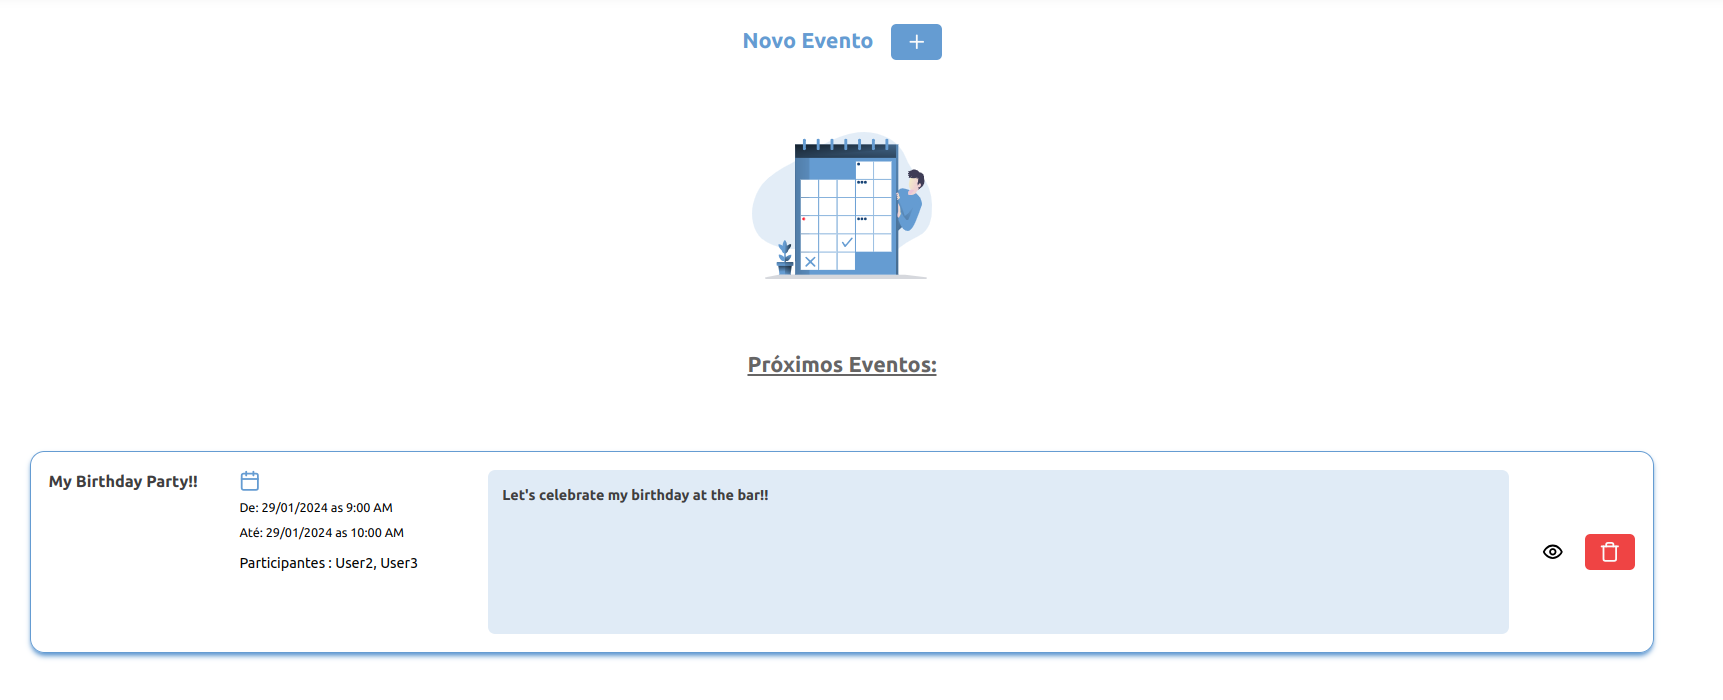 Novo Evento
Próximos Eventos:
My Birthday Party!!
De: 29/01/2024 as 9:00 AM
Até: 29/01/2024 as 10:00 AM
Participantes : User2, User3
Let's celebrate my birthday at the bar!!